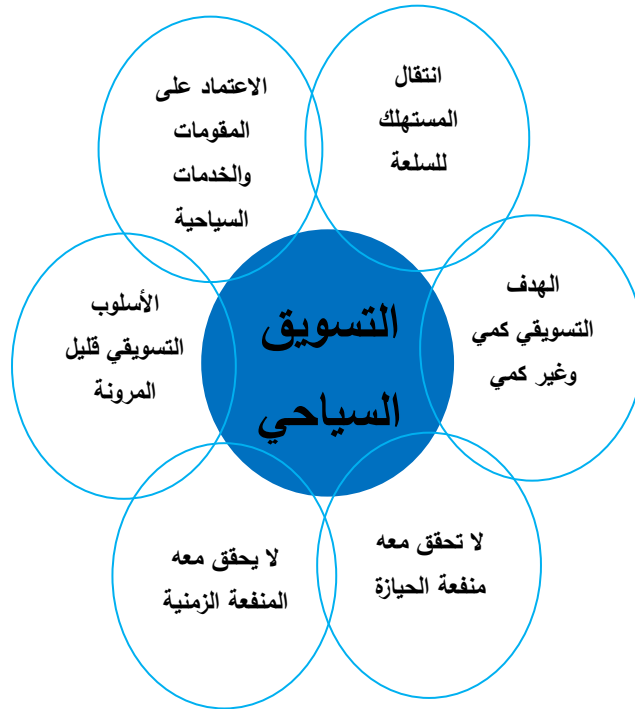 التسويق
السياحي
انتقال
المستهلك
للسلعة
الهدف
التسويقي كمي
وغير كمي
لا تحقق معه
منفعة الحيازة
لا يحقق معه
المنفعة الزمنية
الأسلوب
التسويقي قليل
المرونة
الاعتماد على
المقومات
والخدمات
السياحية